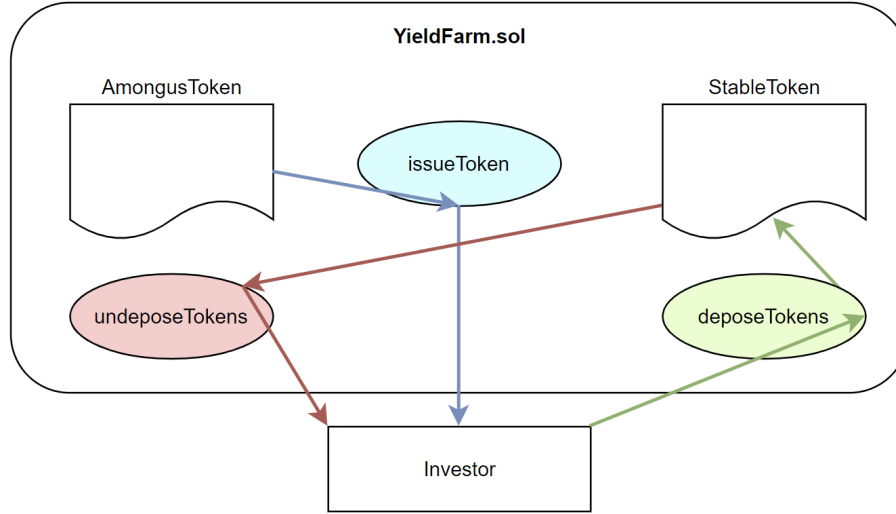 YieldFarm.sol
AmongusToken
StableToken
issueToken
undeposeTokens
deposeTokens
Investor